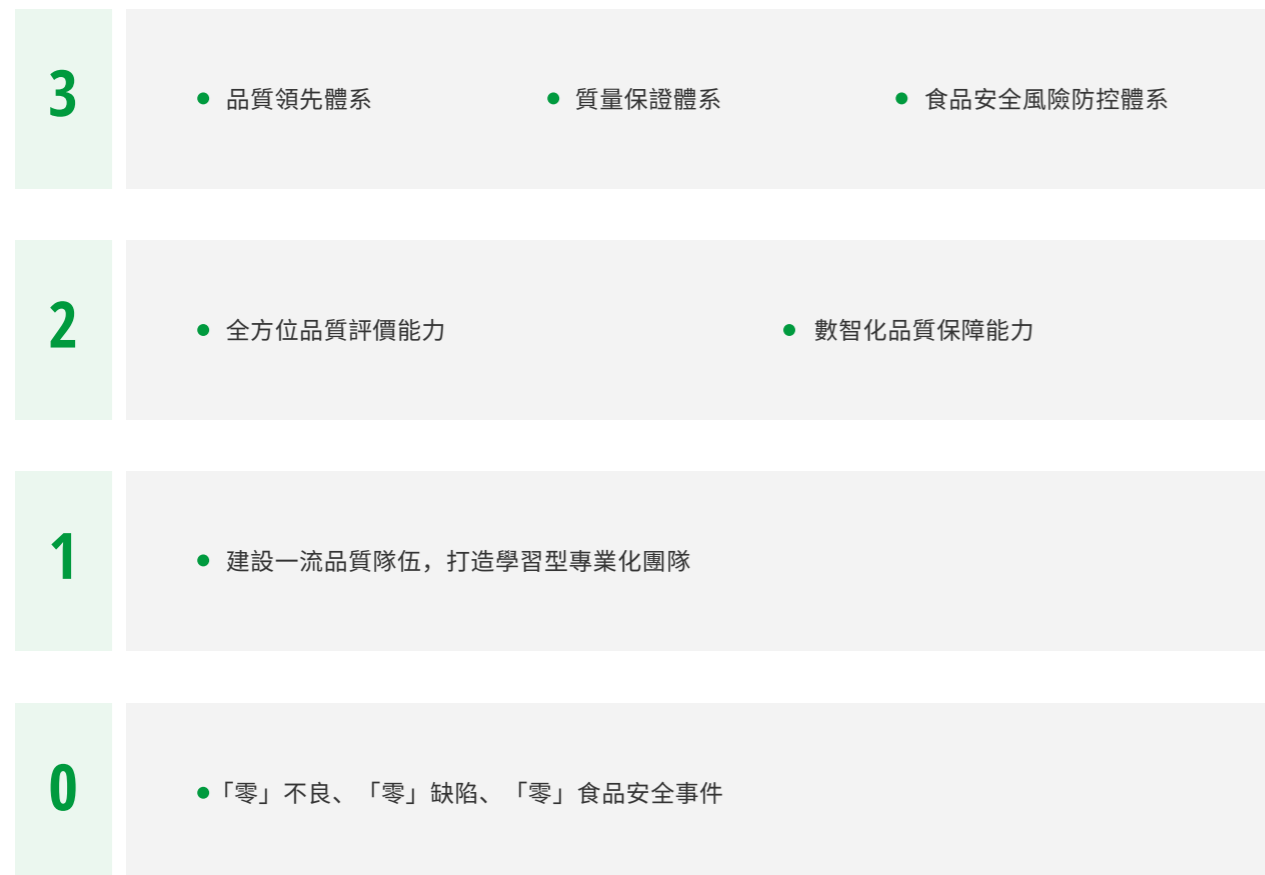 3
品質領先體系
質量保證體系
食品安全風險防控體系
2
全方位品質評價能力
數智化品質保障能力
1
建設一流品質隊伍，打造學習型專業化團隊
0
「零」不良、「零」缺陷、「零」食品安全事件